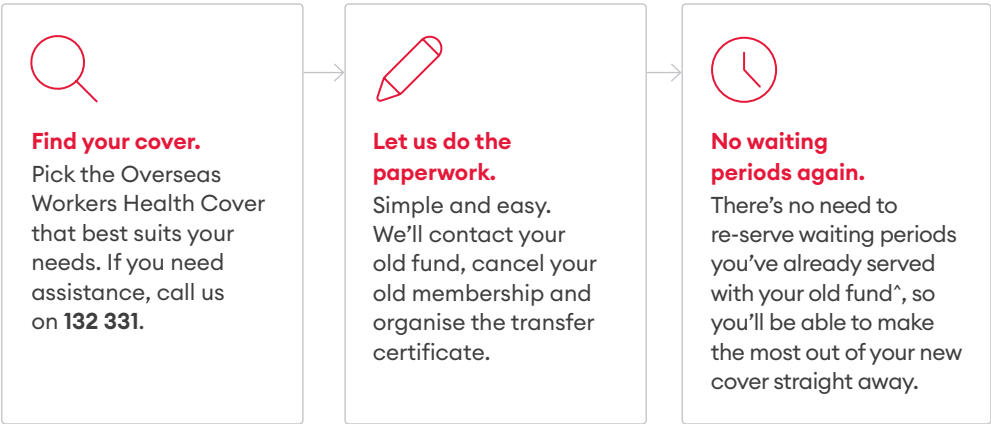 Find your cover.
Pick the Overseas
Workers Health Cover
that best suits your
needs. If you need
assistance, call us
on 132 331.
Let us do the
paperwork.
Simple and easy.
We’ll contact your
old fund, cancel your
old membership and
organise the transfer
certificate.
No waiting
periods again.
There’s no need to
re-serve waiting periods
you’ve already served
with your old fund^, so
you’ll be able to make
the most out of your new
cover straight away.